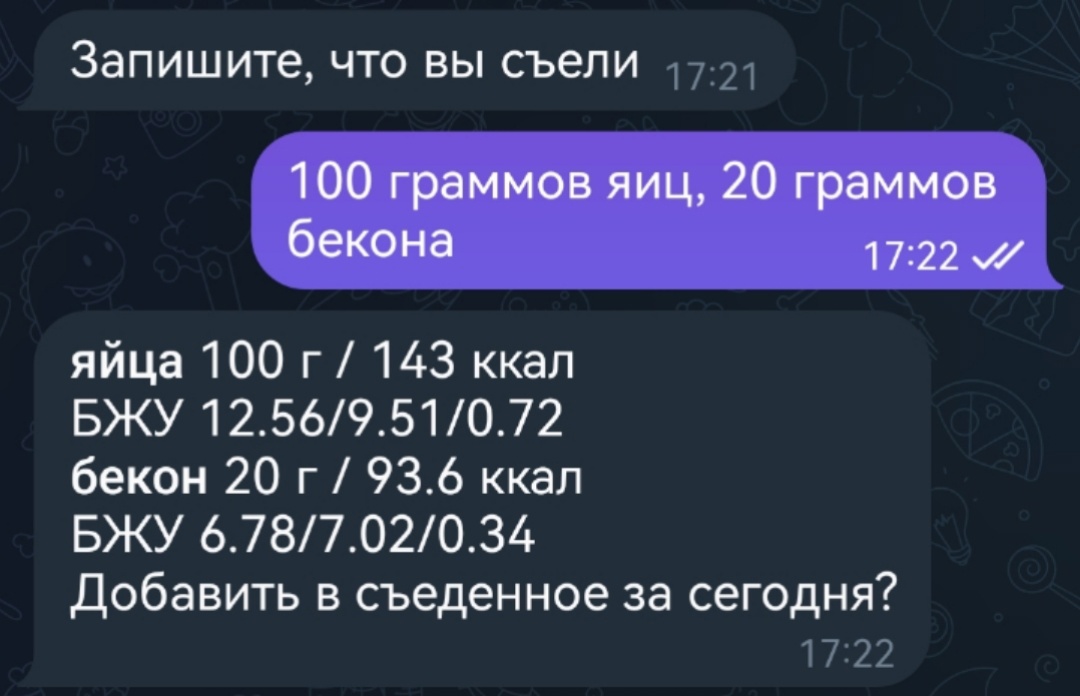 Запишите, что вы съели 17:21
100 граммов яиц, 20 граммов
бекона 17:22
яйца 100 г / 143 ккал
БЖУ 12.56/9.51/0.72
бекон 20 г / 93.6 ккал
БЖУ 6.78/7.02/0.34
Добавить в съеденное за сегодня?
17:22